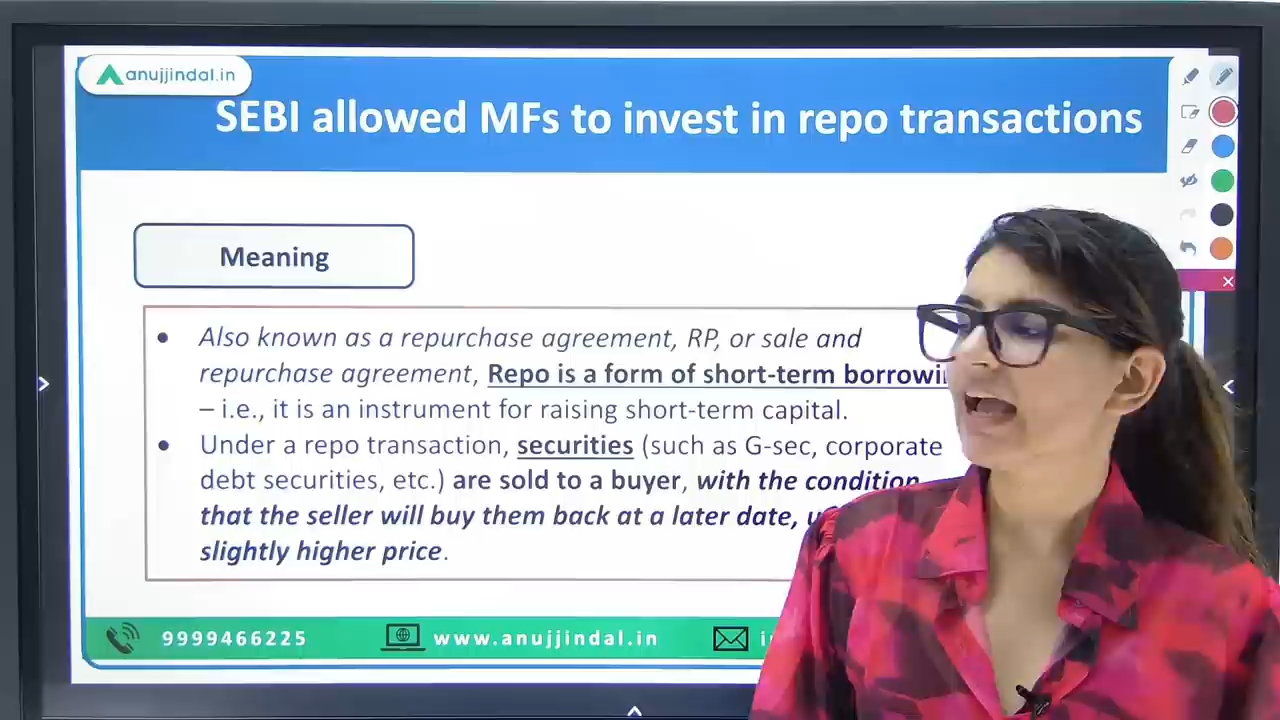 anujjindal.in
SEBI allowed MFs to invest in repo transactions
Meaning
• Also known as a repurchase agreement, RP, or sale and
repurchase agreement, Repo is a form of short-term
– i.e., it is an instrument for raising short-term capital.
• Under a repo transaction, securities (such as G-sec, corporate
debt securities, etc.) are sold to a buyer, with the condition
that the seller will buy them back at a later date,
slightly higher price.
9999466225
www.anujjindal.in